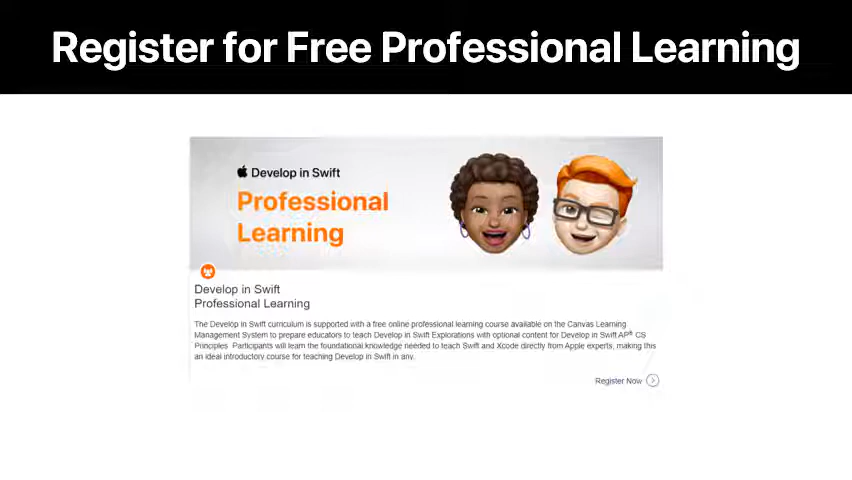 Register for Free Professional Learning
Develop in Swift
Professional
Learning
Develop in Swift
Professional Learning
The Develop in Swift curriculum is supported with a free online professional learning course available on the Canvas Learning
Management System to prepare educators to teach Develop in Swift Explorations with optional content for Develop in Swift AP® CS
Principles. Participants will learn the foundational knowledge needed to teach Swift and Xcode directly from Apple experts, making this
an ideal introductory course for teaching Develop in Swift in any.
Register Now